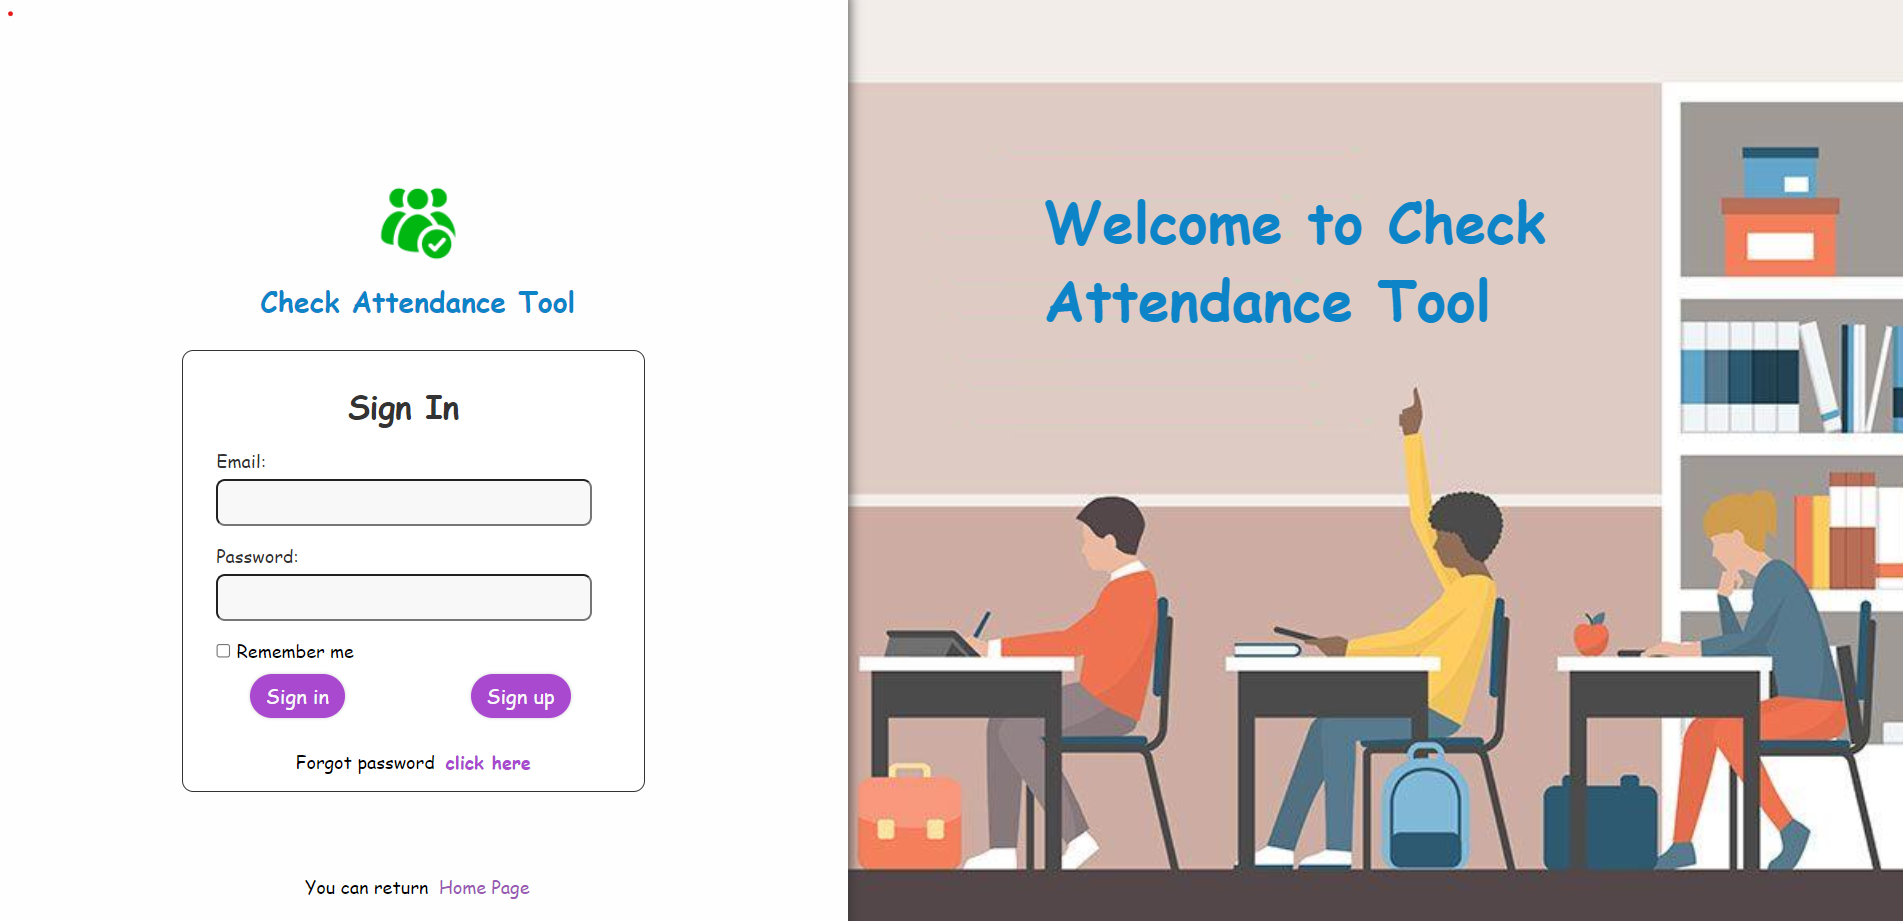 Check Attendance Tool
Sign In
Email:
Password:
Remember me
Sign in
Sign up
Forgot password click here
You can return Home Page
Welcome to Check
Attendance Tool